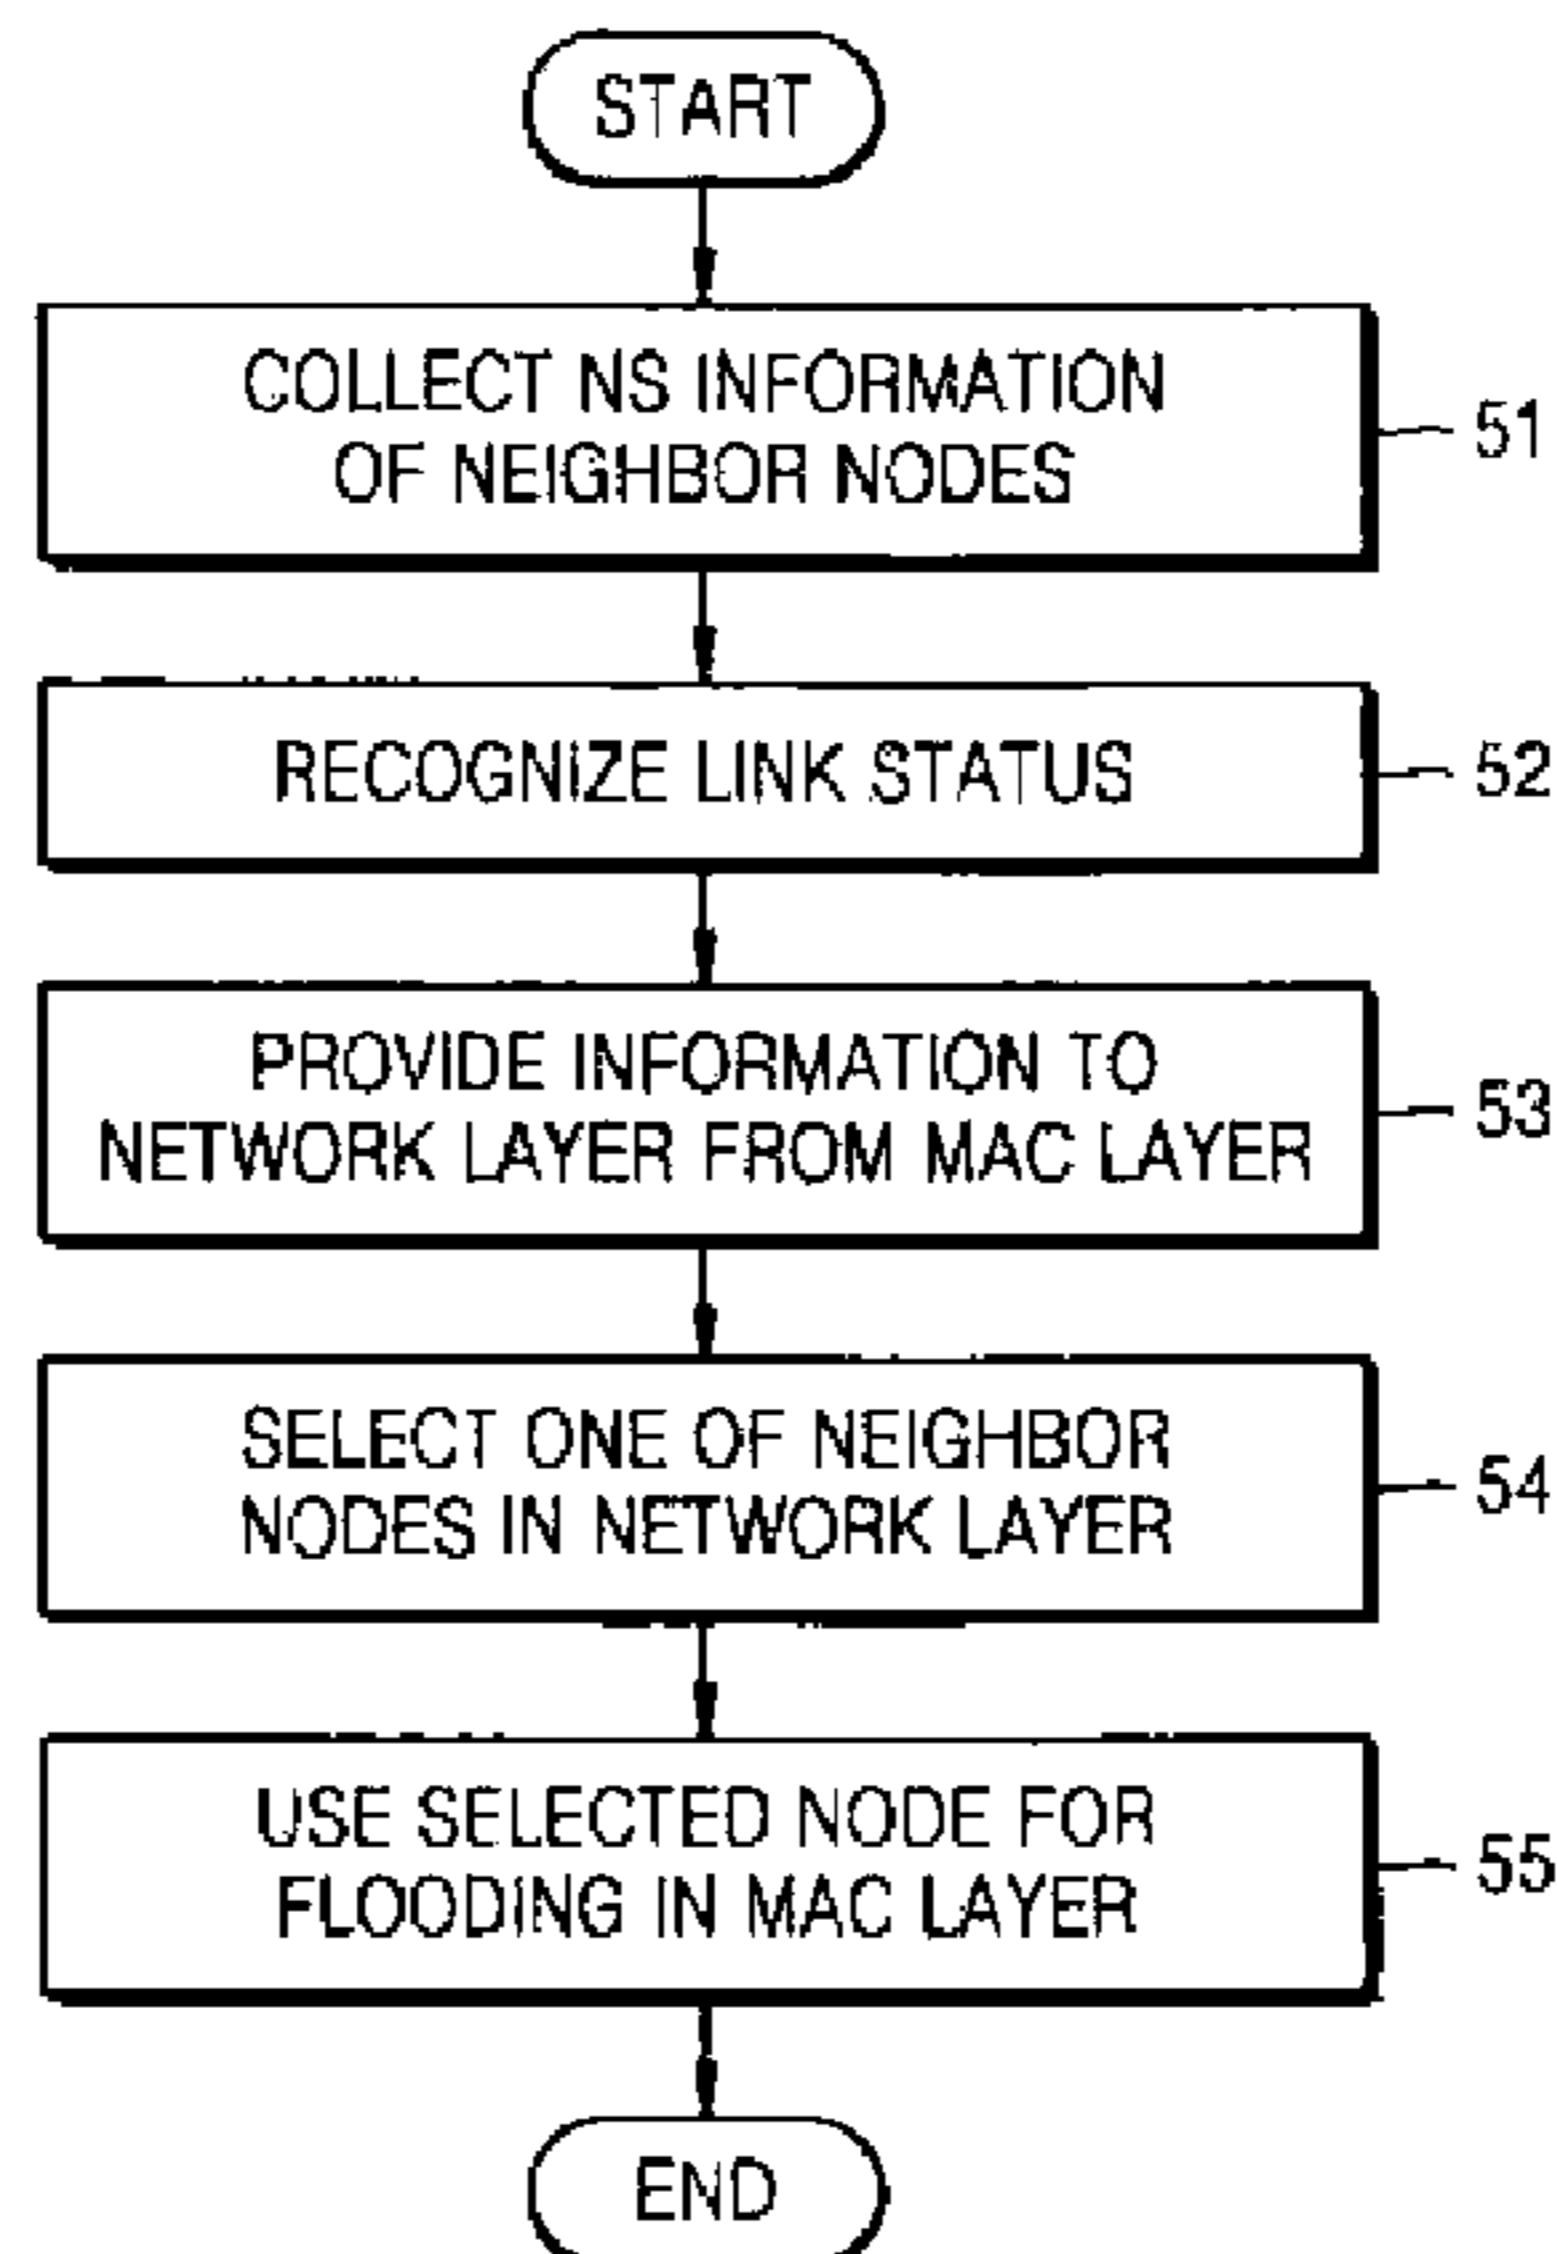 START
COLLECT NS INFORMATION
OF NEIGHBOR NODES
51
RECOGNIZE LINK STATUS
52
PROVIDE INFORMATION TO
NETWORK LAYER FROM MAC LAYER
53
SELECT ONE OF NEIGHBOR
NODES IN NETWORK LAYER
54
USE SELECTED NODE FOR
FLOODING IN MAC LAYER
55
END